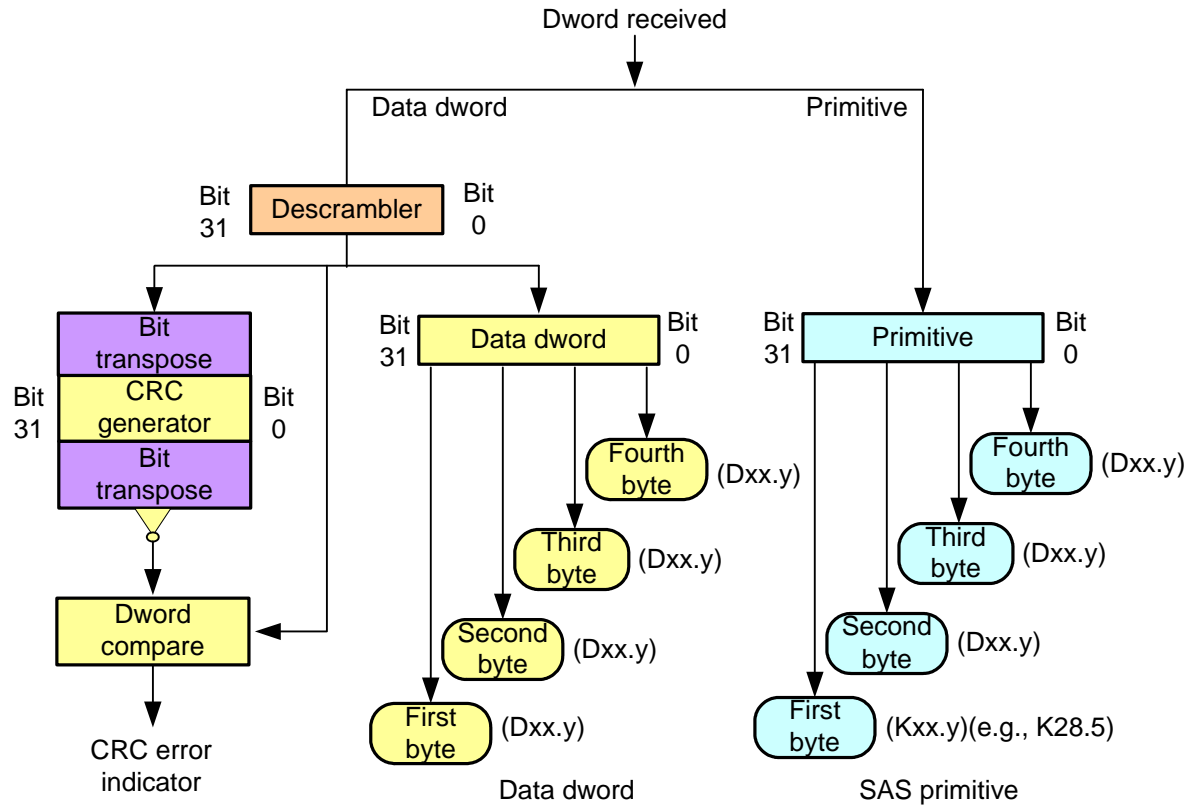 Dword received
Data dword
Primitive
Bit
31
Descrambler
Bit
0
Bit
transpose
Bit
31
CRC
generator
Bit
0
Bit
transpose
Dword
compare
CRC error
indicator
Bit
31
Data dword
Bit
0
Fourth
byte
(Dxx.y)
Third
byte
(Dxx.y)
Second
byte
(Dxx.y)
First
byte
(Dxx.y)
Data dword
Bit
31
Primitive
Bit
0
Fourth
byte
(Dxx.y)
Third
byte
(Dxx.y)
Second
byte
(Dxx.y)
First
byte
(Kxx.y)(e.g., K28.5)
SAS primitive